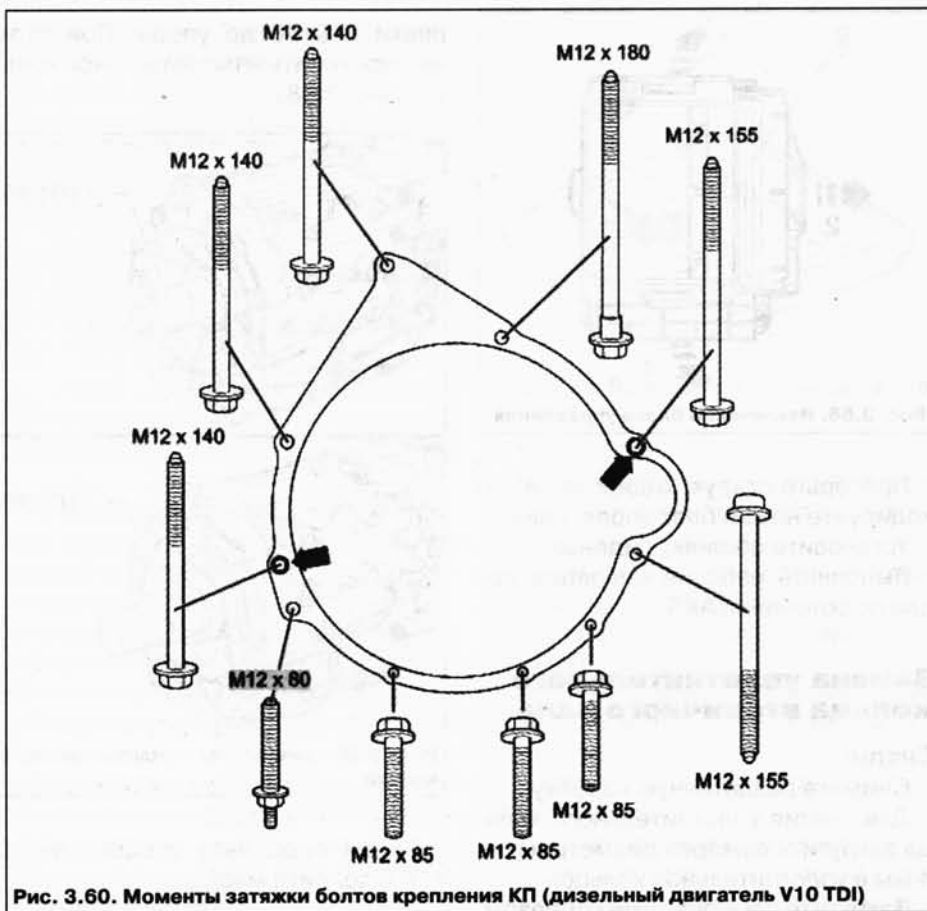 M12 x 140
M12 x 180
M12 x 155
M12 x 140
M12 x 140
M12 x 80
M12 x 155
M12 x 85
M12 x 85
M12 x 85
Рис. 3.60. Моменты затяжки болтов крепления КП (дизельный двигатель V10 TDI)